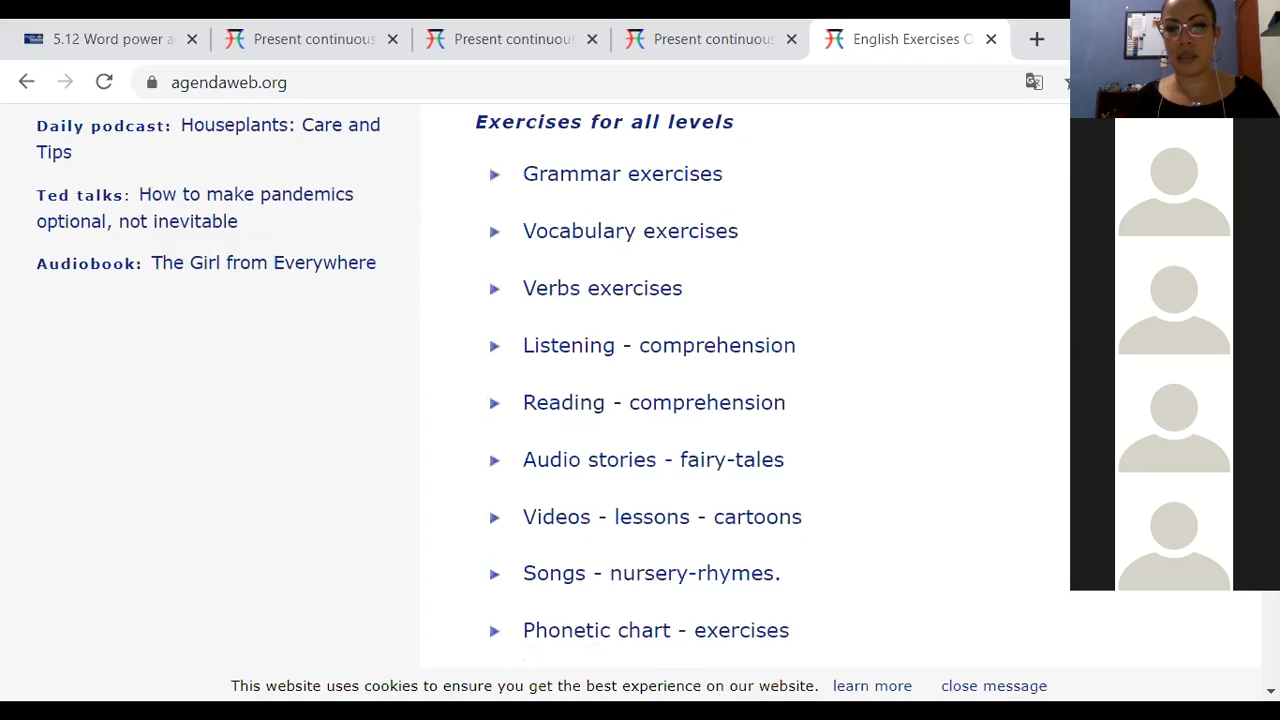 5.12 Word power a
Present continuous
Present continuou
Present continuou
English Exercises O
agendaweb.org
Daily podcast: Houseplants: Care and
Tips
Ted talks: How to make pandemics
optional, not inevitable
Audiobook: The Girl from Everywhere
Exercises for all levels
Grammar exercises
Vocabulary exercises
Verbs exercises
Listening - comprehension
Reading - comprehension
Audio stories - fairy-tales
Videos - lessons - cartoons
Songs - nursery-rhymes.
Phonetic chart - exercises
This website uses cookies to ensure you get the best experience on our website. learn more close message